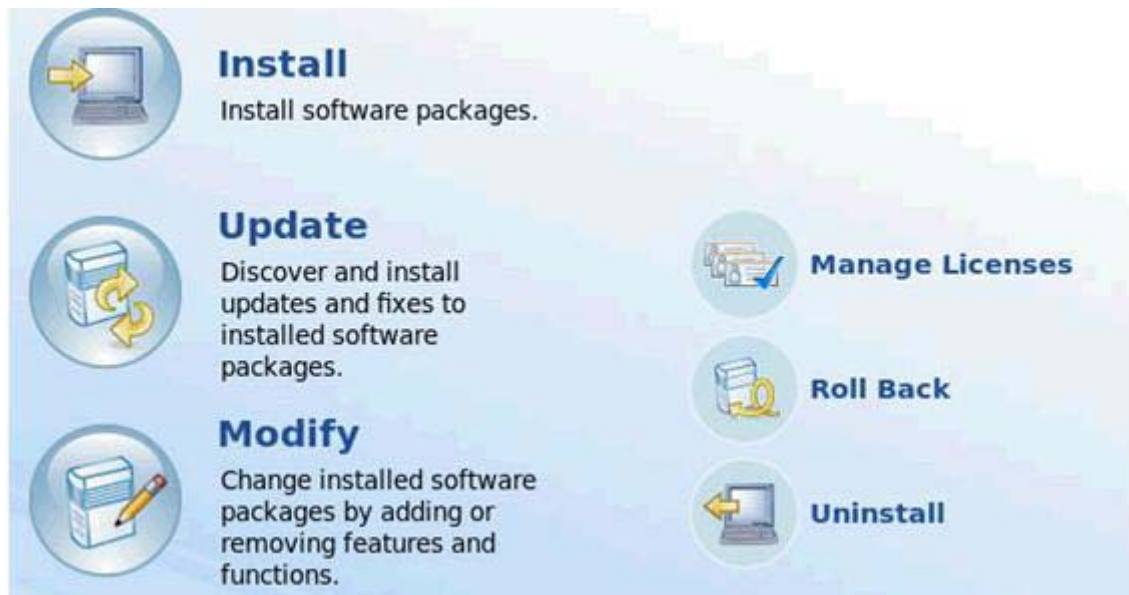 Install
Install software packages.
Update
Discover and install
updates and fixes to
installed software
packages.
Modify
Change installed software
packages by adding or
removing features and
functions.
Manage Licenses
Roll Back
Uninstall